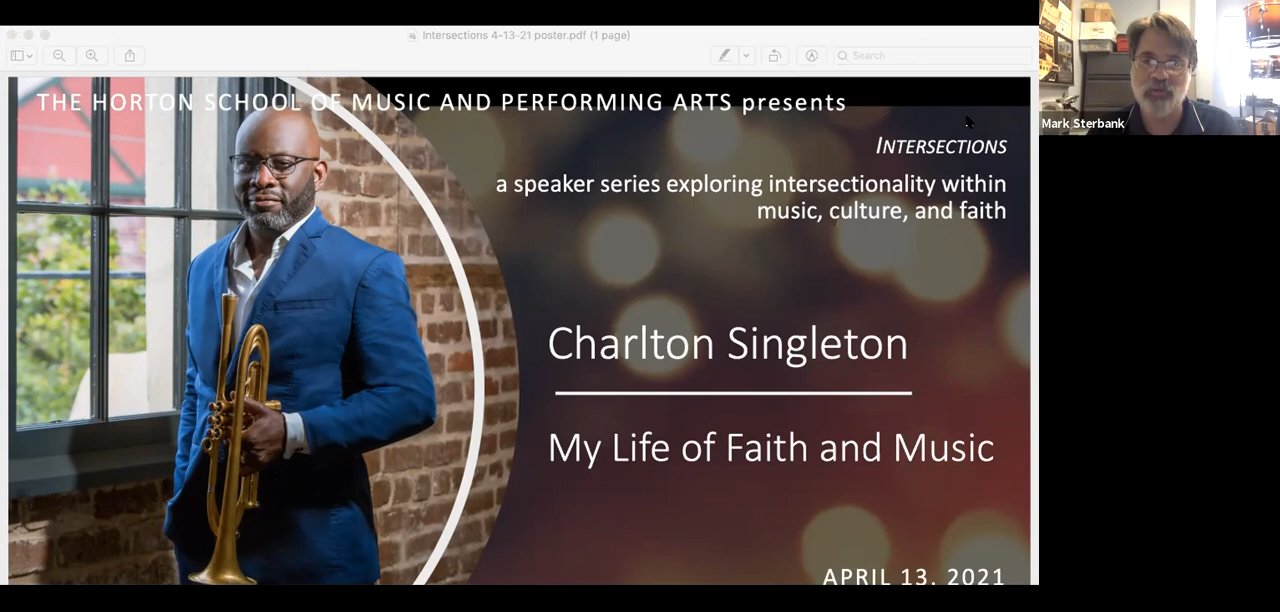 Intersections 4-13-21 poster.pdf (1 page)
Search
THE HORTON SCHOOL OF MUSIC AND PERFORMING ARTS presents
INTERSECTIONS
a speaker series exploring intersectionality within
music, culture, and faith
Charlton Singleton
My Life of Faith and Music
APRIL 13, 2021
Mark Sterbank